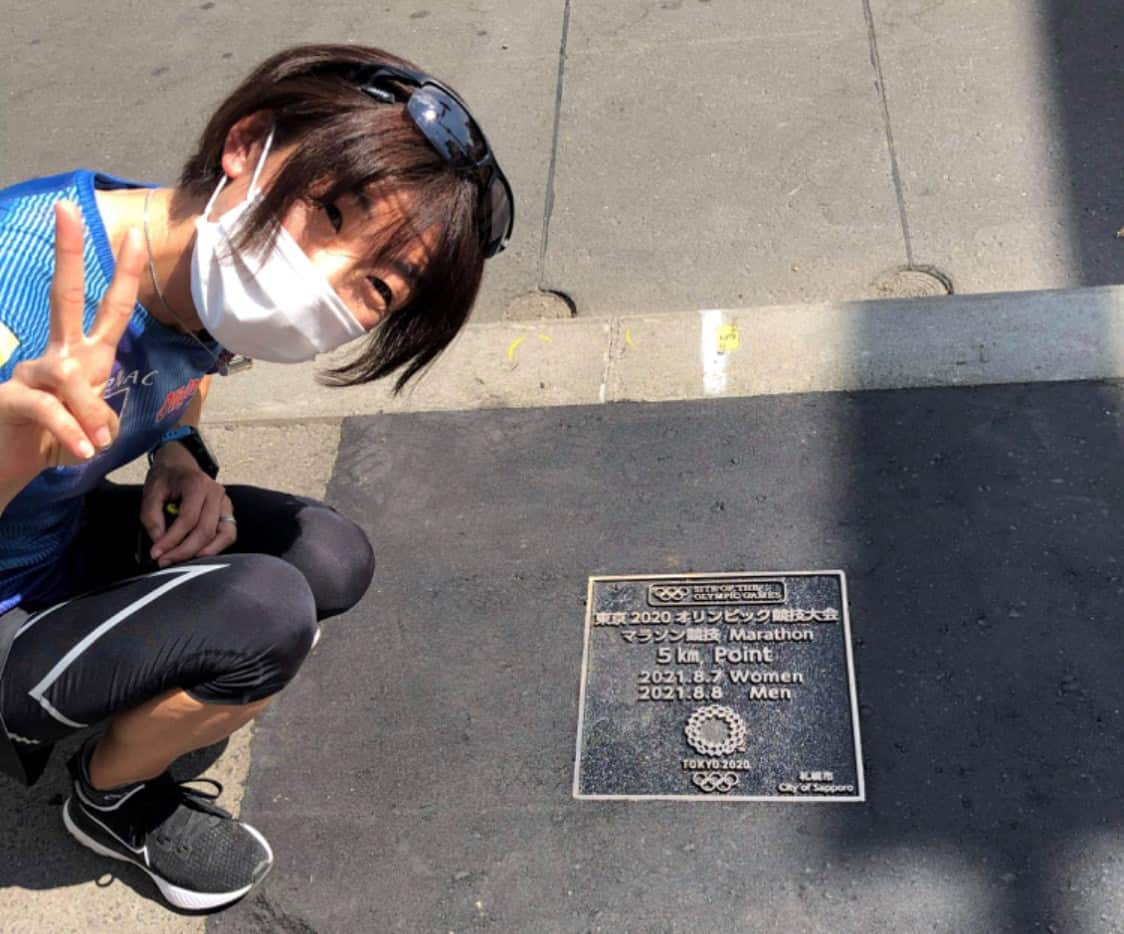 SITE OF THE
OLYMPIC GAMES
東京 2020 オリンピック競技大会
マラソン競技 Marathon
5 km Point
2021.8.7 Women
2021.8.8 Men
TOKYO 2020
札幌市
City of Sapporo